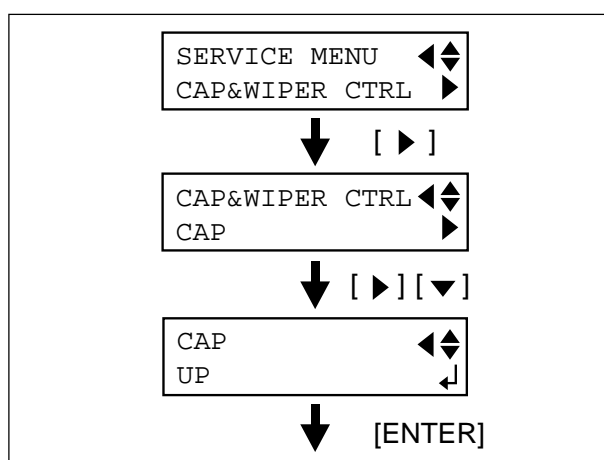 SERVICE MENU ◀◆
CAP&WIPER CTRL ▶
[ ▶ ]
CAP&WIPER CTRL ◀◆
CAP ▶
[ ▶ ] [ ▼ ]
CAP ◀◆
UP ↵
[ENTER]